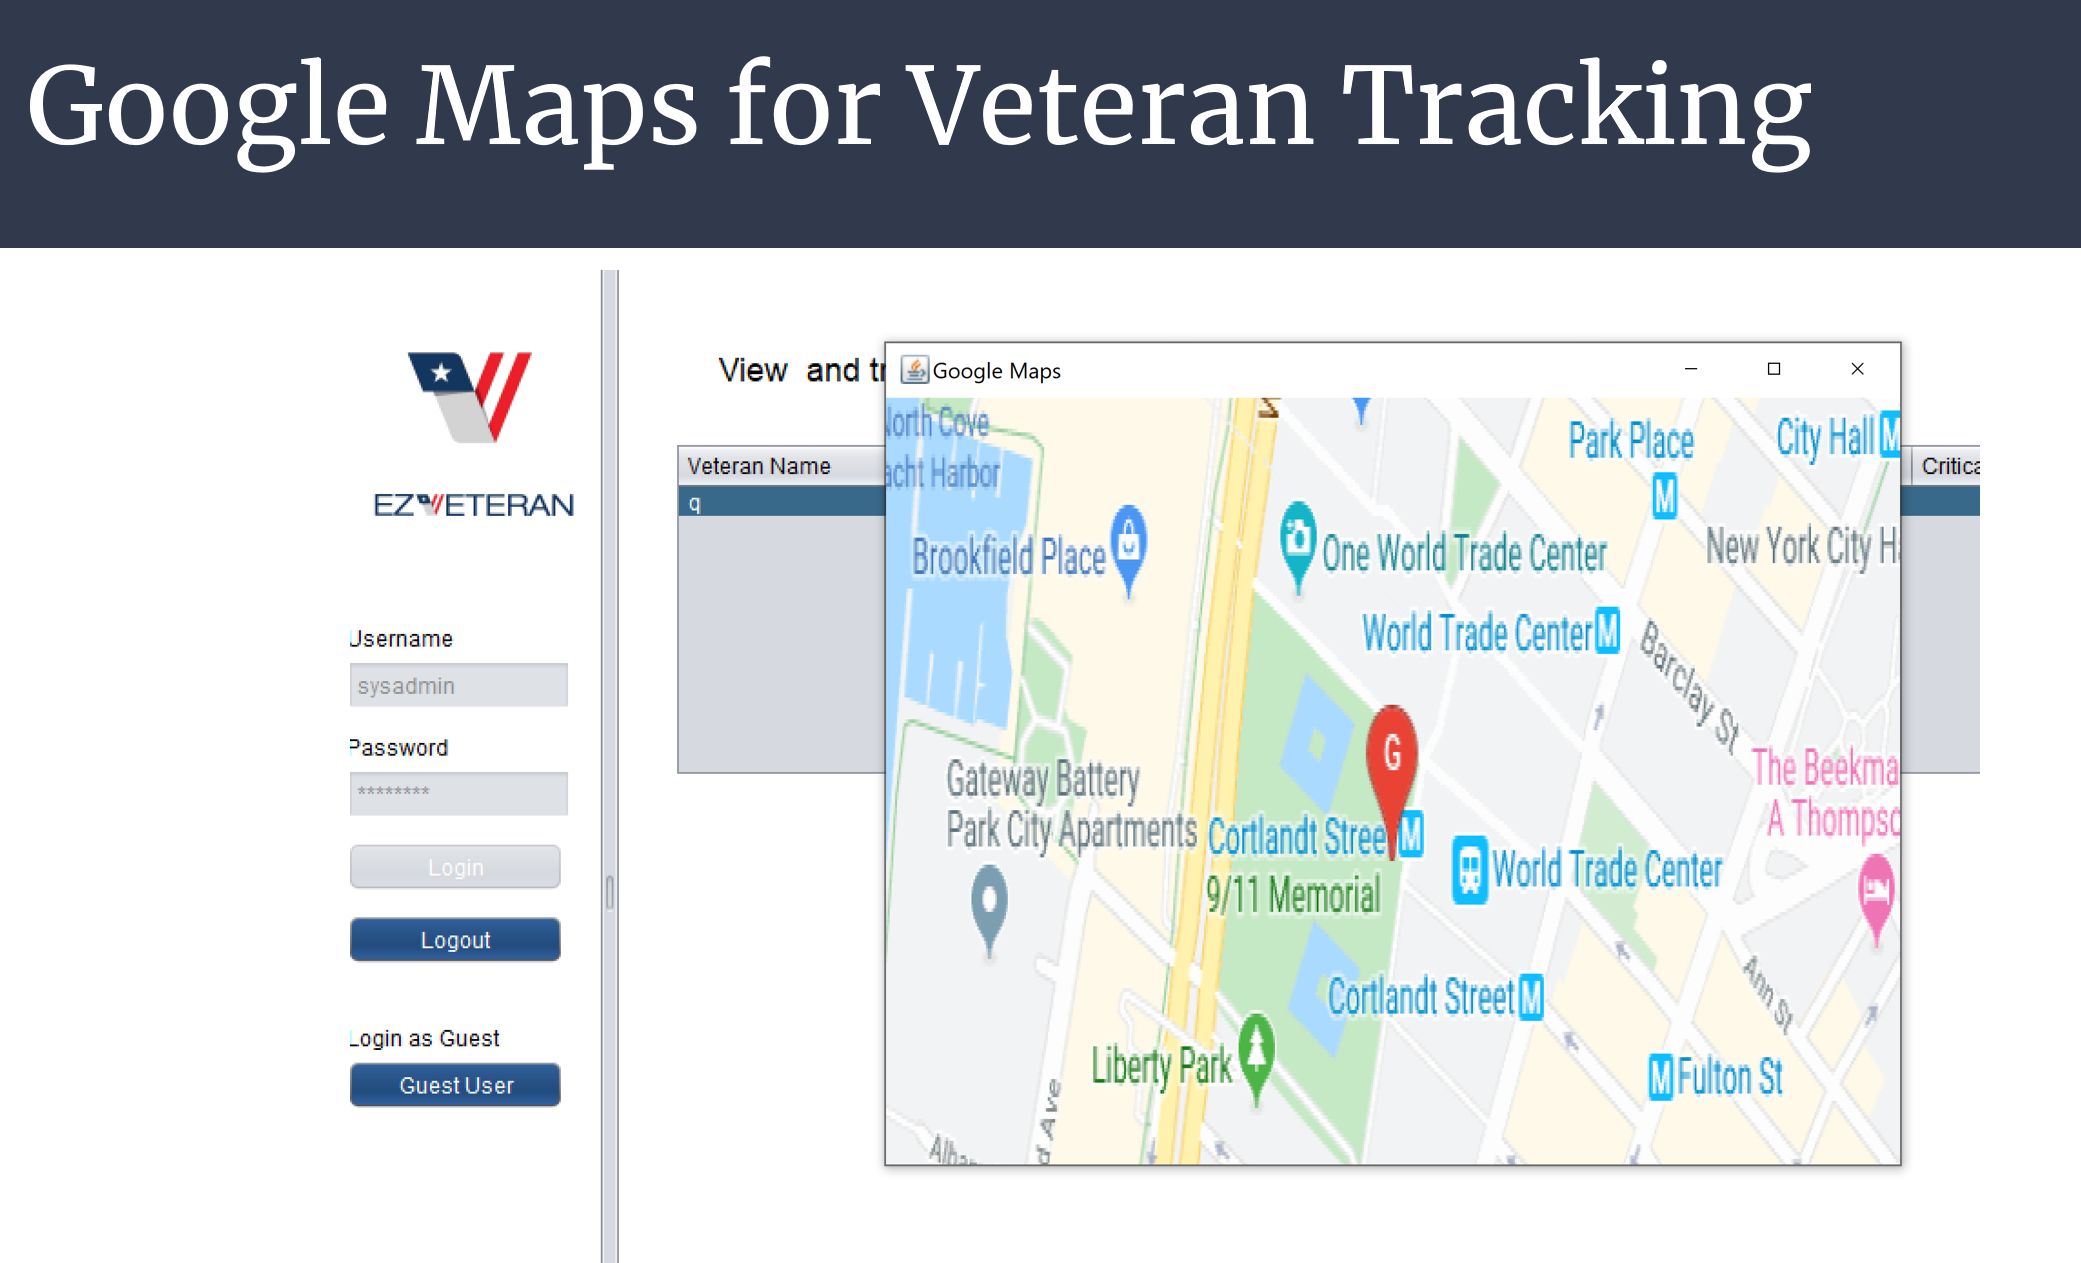 Google Maps for Veteran Tracking
EZVETERAN
Username
sysadmin
Password
********
Login
Logout
Login as Guest
Guest User
View and tr
Veteran Name
q
Critica
Google Maps
North Cove
acht Harbor
Brookfield Place
One World Trade Center
World Trade Center M
Park Place
M
City Hall M
New York City Ha
Barclay St
G
Gateway Battery
Park City Apartments
Cortlandt Stree M
9/11 Memorial
World Trade Center
The Beekma
A Thompso
Cortlandt Street M
Ann St
Liberty Park
M Fulton St
d Ave
Alba